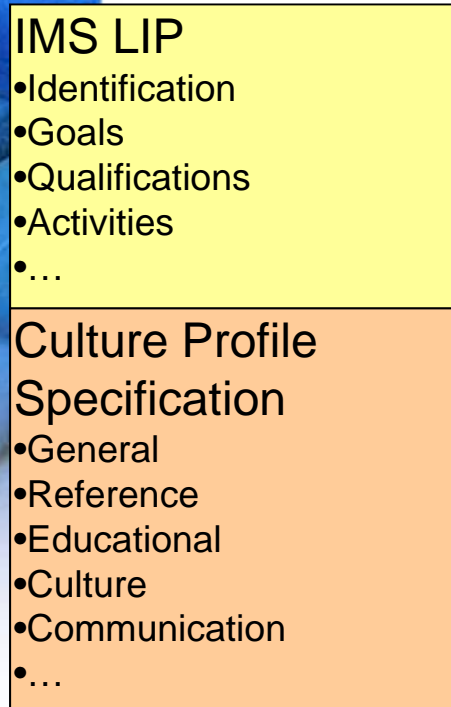 IMS LIP
•Identification
•Goals
•Qualifications
•Activities
•…
Culture Profile
Specification
•General
•Reference
•Educational
•Culture
•Communication
•…